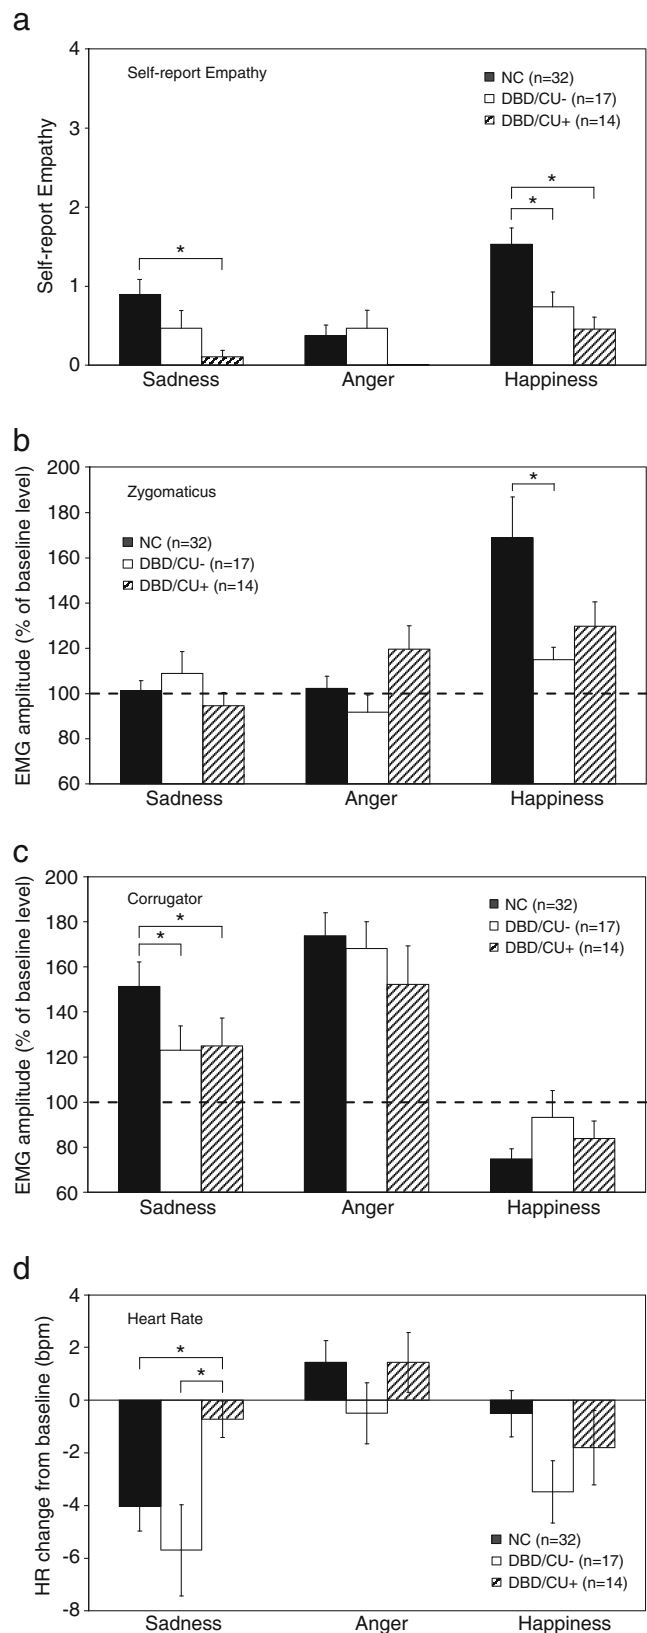 a
4
Self-report Empathy
NC (n=32)
DBD/CU- (n=17)
DBD/CU+ (n=14)
3
2
1
0
Self-report Empathy
*
*
*
Sadness
Anger
Happiness
b
200
180
160
140
120
100
80
60
EMG amplitude (% of baseline level)
Zygomaticus
NC (n=32)
DBD/CU- (n=17)
DBD/CU+ (n=14)
*
Sadness
Anger
Happiness
c
200
180
160
140
120
100
80
60
EMG amplitude (% of baseline level)
Corrugator
NC (n=32)
DBD/CU- (n=17)
DBD/CU+ (n=14)
*
*
Sadness
Anger
Happiness
d
4
2
0
-2
-4
-6
-8
HR change from baseline (bpm)
Heart Rate
*
*
NC (n=32)
DBD/CU- (n=17)
DBD/CU+ (n=14)
Sadness
Anger
Happiness